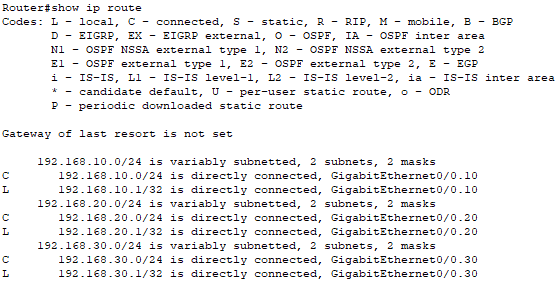 Router#show ip route
Codes: L - local, C - connected, S - static, R - RIP, M - mobile, B - BGP
D - EIGRP, EX - EIGRP external, O - OSPF, IA - OSPF inter area
N1 - OSPF NSSA external type 1, N2 - OSPF NSSA external type 2
E1 - OSPF external type 1, E2 - OSPF external type 2, E - EGP
i - IS-IS, L1 - IS-IS level-1, L2 - IS-IS level-2, ia - IS-IS inter area
* - candidate default, U - per-user static route, o - ODR
P - periodic downloaded static route
Gateway of last resort is not set
192.168.10.0/24 is variably subnetted, 2 subnets, 2 masks
C 192.168.10.0/24 is directly connected, GigabitEthernet0/0.10
L 192.168.10.1/32 is directly connected, GigabitEthernet0/0.10
192.168.20.0/24 is variably subnetted, 2 subnets, 2 masks
C 192.168.20.0/24 is directly connected, GigabitEthernet0/0.20
L 192.168.20.1/32 is directly connected, GigabitEthernet0/0.20
192.168.30.0/24 is variably subnetted, 2 subnets, 2 masks
C 192.168.30.0/24 is directly connected, GigabitEthernet0/0.30
L 192.168.30.1/32 is directly connected, GigabitEthernet0/0.30